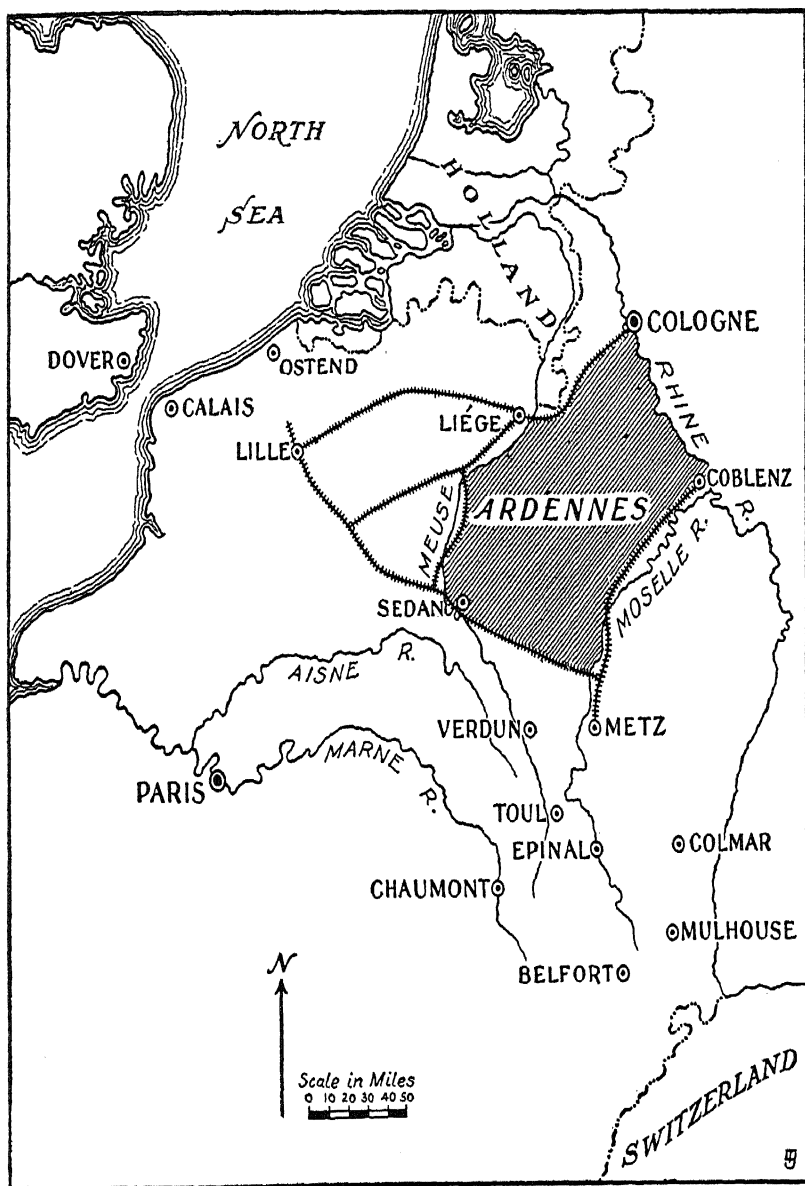 NORTH
SEA
HOLLAND
COLOGNE
DOVER
OSTEND
RHINE R.
CALAIS
LIÉGE
LILLE
COBLENZ
ARDENNES
MEUSE
MOSELLE R.
SEDAN
AISNE R.
VERDUN
METZ
MARNE R.
PARIS
TOUL
EPINAL
COLMAR
CHAUMONT
MULHOUSE
BELFORT
N
Scale in Miles
0 10 20 30 40 50
SWITZERLAND